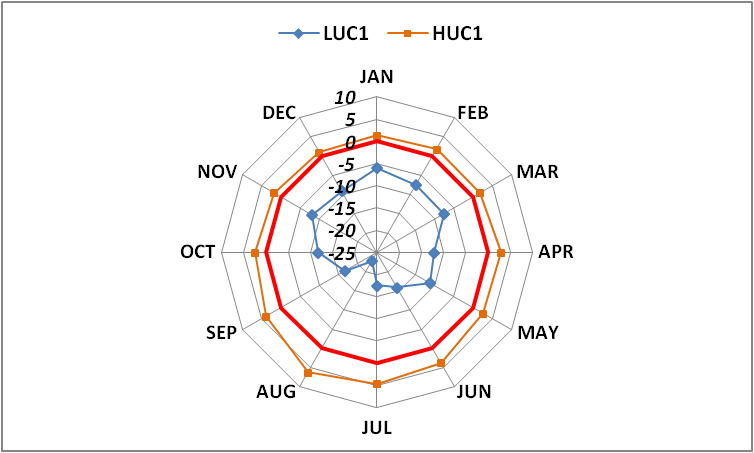 LUC1 HUC1
JAN
DEC 10 FEB
5
0
NOV -5 MAR
-10
-15
-20
OCT -25 APR
SEP MAY
AUG JUN
JUL